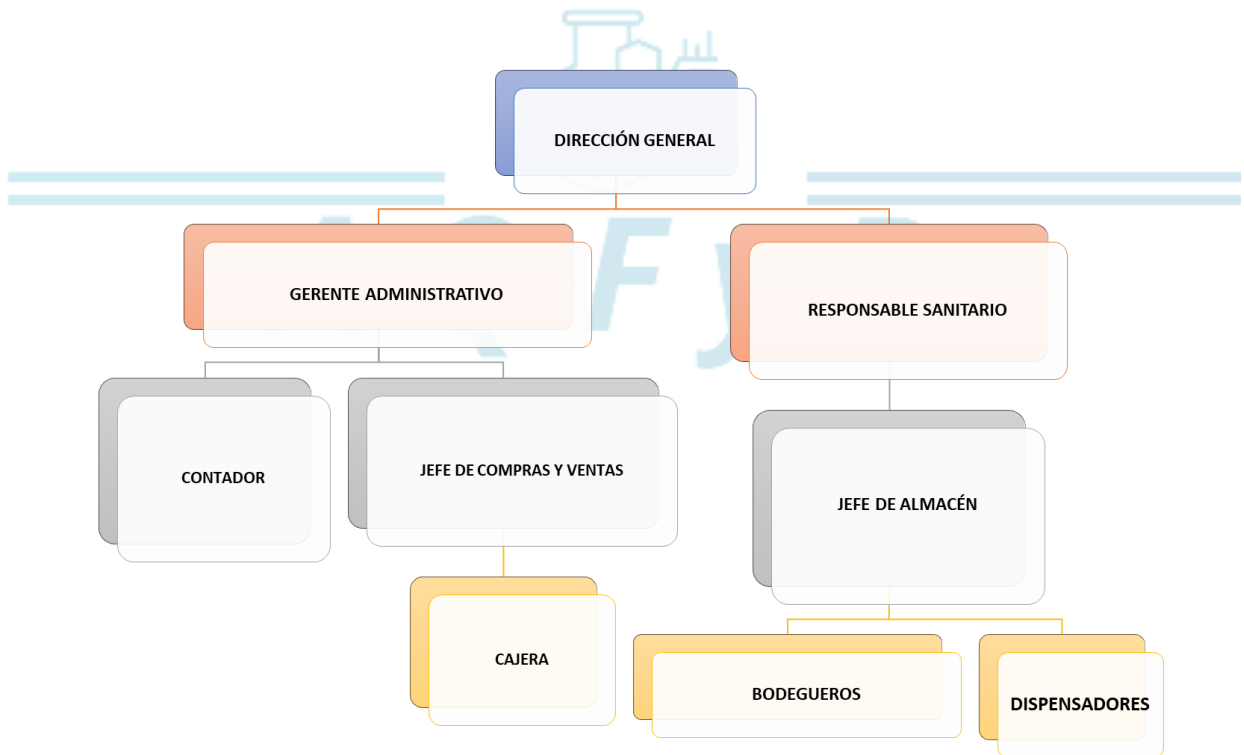 DIRECCIÓN GENERAL
GERENTE ADMINISTRATIVO
RESPONSABLE SANITARIO
CONTADOR
JEFE DE COMPRAS Y VENTAS
JEFE DE ALMACÉN
CAJERA
BODEGUEROS
DISPENSADORES